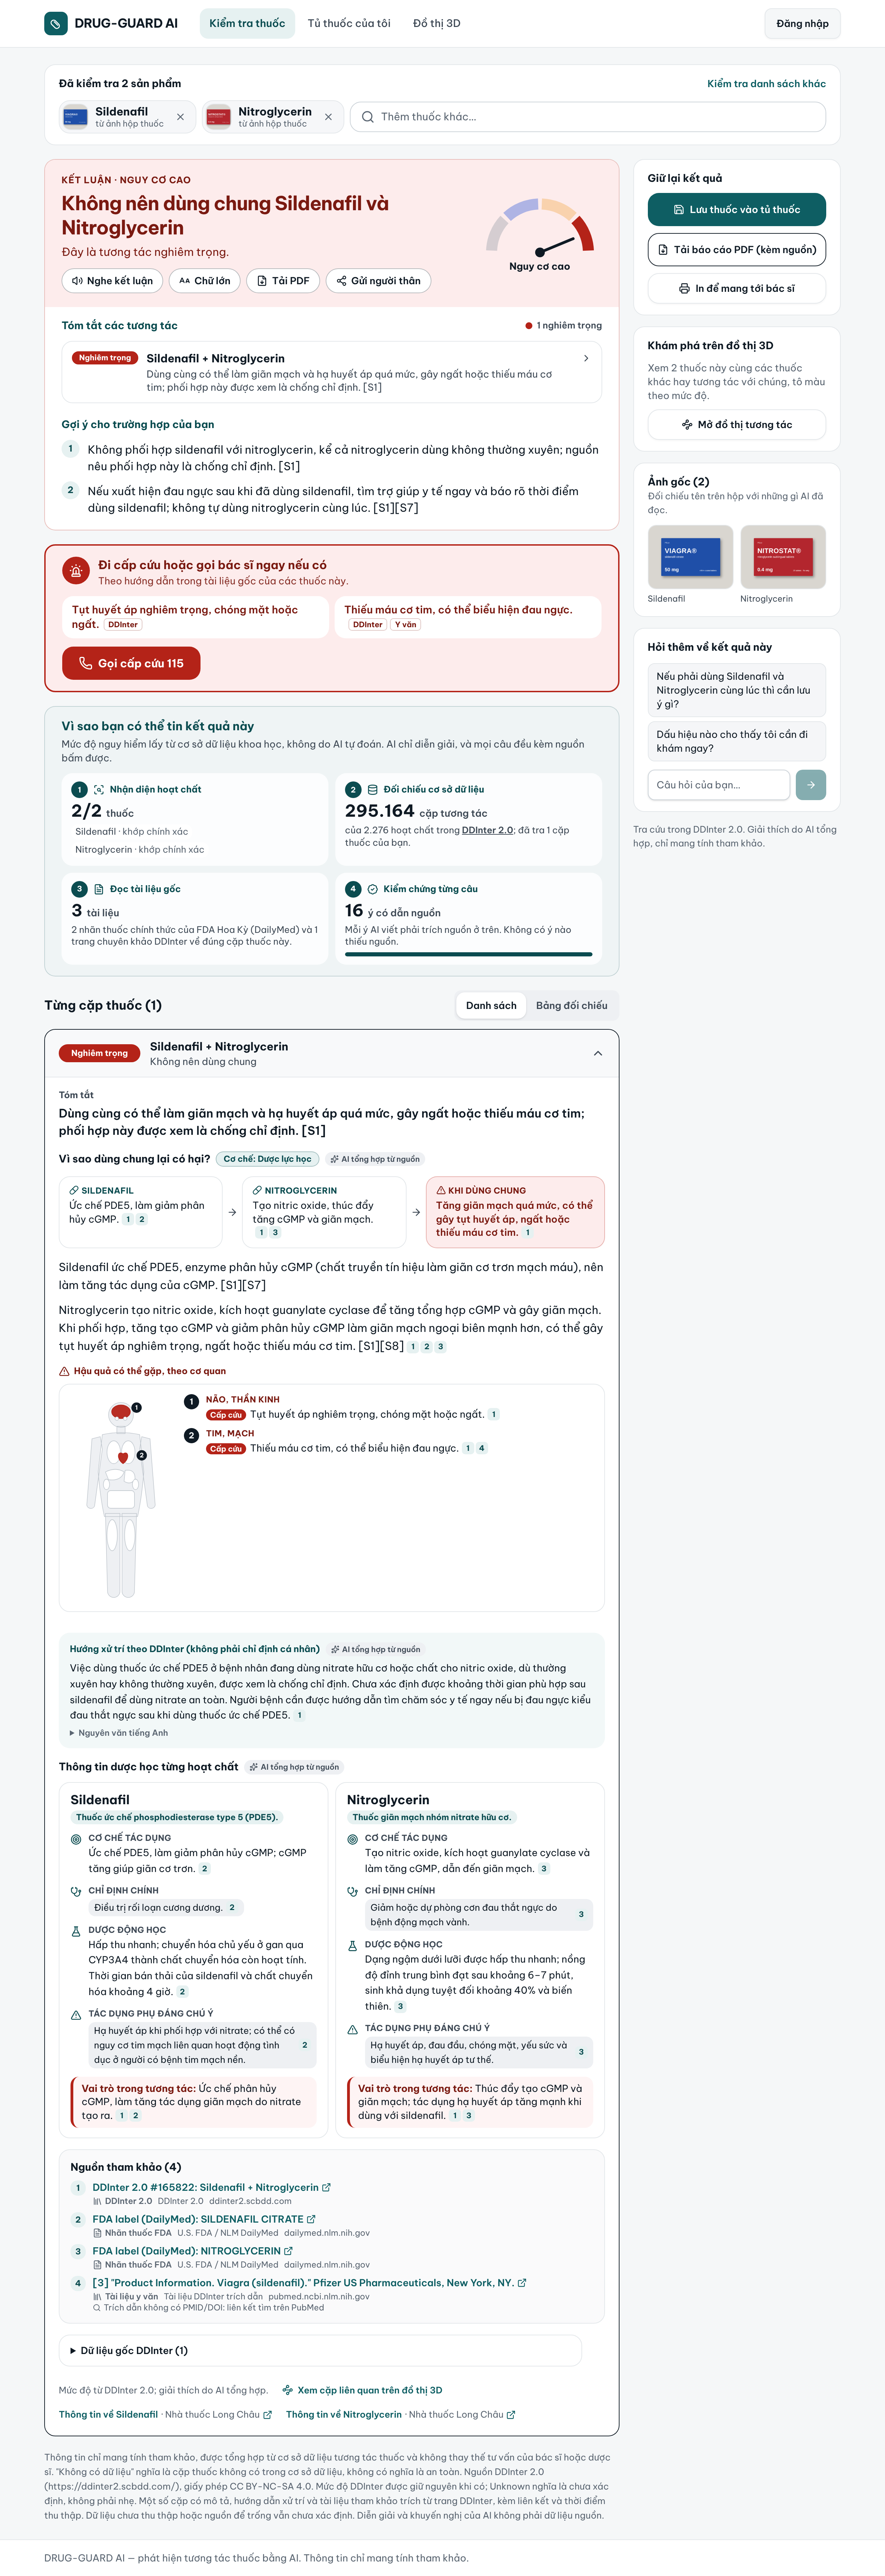 DRUG-GUARD AI
Kiểm tra thuốc
Tủ thuốc của tôi
Đồ thị 3D
Đăng nhập
Đã kiểm tra 2 sản phẩm
Kiểm tra danh sách khác
Sildenafil
từ ảnh hộp thuốc
Nitroglycerin
từ ảnh hộp thuốc
Thêm thuốc khác...
KẾT LUẬN · NGUY CƠ CAO
Không nên dùng chung Sildenafil và
Nitroglycerin
Đây là tương tác nghiêm trọng.
Nguy cơ cao
Nghe kết luận
AA Chữ lớn
Tải PDF
Gửi người thân
Tóm tắt các tương tác
1 nghiêm trọng
Nghiêm trọng
Sildenafil + Nitroglycerin
Dùng cùng có thể làm giãn mạch và hạ huyết áp quá mức, gây ngất hoặc thiếu máu cơ
tim; phối hợp này được xem là chống chỉ định. [S1]
Gợi ý cho trường hợp của bạn
1 Không phối hợp sildenafil với nitroglycerin, kể cả nitroglycerin dùng không thường xuyên; nguồn
nêu phối hợp này là chống chỉ định. [S1]
2 Nếu xuất hiện đau ngực sau khi đã dùng sildenafil, tìm trợ giúp y tế ngay và báo rõ thời điểm
dùng sildenafil; không tự dùng nitroglycerin cùng lúc. [S1][S7]
Đi cấp cứu hoặc gọi bác sĩ ngay nếu có
Theo hướng dẫn trong tài liệu gốc của các thuốc này.
Tụt huyết áp nghiêm trọng, chóng mặt hoặc
ngất. DDInter
Thiếu máu cơ tim, có thể biểu hiện đau ngực.
DDInter Y văn
Gọi cấp cứu 115
Vì sao bạn có thể tin kết quả này
Mức độ nguy hiểm lấy từ cơ sở dữ liệu khoa học, không do AI tự đoán. AI chỉ diễn giải, và mọi câu đều kèm nguồn
bấm được.
1 Nhận diện hoạt chất
2/2 thuốc
Sildenafil · khớp chính xác
Nitroglycerin · khớp chính xác
2 Đối chiếu cơ sở dữ liệu
295.164 cặp tương tác
của 2.276 hoạt chất trong DDInter 2.0; đã tra 1 cặp
thuốc của bạn.
3 Đọc tài liệu gốc
3 tài liệu
2 nhãn thuốc chính thức của FDA Hoa Kỳ (DailyMed) và 1
trang chuyên khảo DDInter về đúng cặp thuốc này.
4 Kiểm chứng từng câu
16 ý có dẫn nguồn
Mỗi ý AI viết phải trích nguồn ở trên. Không có ý nào
thiếu nguồn.
Từng cặp thuốc (1)
Danh sách
Bảng đối chiếu
Nghiêm trọng
Sildenafil + Nitroglycerin
Không nên dùng chung
Tóm tắt
Dùng cùng có thể làm giãn mạch và hạ huyết áp quá mức, gây ngất hoặc thiếu máu cơ tim;
phối hợp này được xem là chống chỉ định. [S1]
Vì sao dùng chung lại có hại? Cơ chế: Dược lực học AI tổng hợp từ nguồn
SILDENAFIL
Ức chế PDE5, làm giảm phân
hủy cGMP. 1 2
NITROGLYCERIN
Tạo nitric oxide, thúc đẩy
tăng cGMP và giãn mạch.
1 3
KHI DÙNG CHUNG
Tăng giãn mạch quá mức, có thể
gây tụt huyết áp, ngất hoặc
thiếu máu cơ tim. 1
Sildenafil ức chế PDE5, enzyme phân hủy cGMP (chất truyền tín hiệu làm giãn cơ trơn mạch máu), nên
làm tăng tác dụng của cGMP. [S1][S7]
Nitroglycerin tạo nitric oxide, kích hoạt guanylate cyclase để tăng tổng hợp cGMP và gây giãn mạch.
Khi phối hợp, tăng tạo cGMP và giảm phân hủy cGMP làm giãn mạch ngoại biên mạnh hơn, có thể gây
tụt huyết áp nghiêm trọng, ngất hoặc thiếu máu cơ tim. [S1][S8] 1 2 3
Hậu quả có thể gặp, theo cơ quan
1
2
1 NÃO, THẦN KINH
Cấp cứu Tụt huyết áp nghiêm trọng, chóng mặt hoặc ngất. 1
2 TIM, MẠCH
Cấp cứu Thiếu máu cơ tim, có thể biểu hiện đau ngực. 1 4
Hướng xử trí theo DDInter (không phải chỉ định cá nhân) AI tổng hợp từ nguồn
Việc dùng thuốc ức chế PDE5 ở bệnh nhân đang dùng nitrate hữu cơ hoặc chất cho nitric oxide, dù thường
xuyên hay không thường xuyên, được xem là chống chỉ định. Chưa xác định được khoảng thời gian phù hợp sau
sildenafil để dùng nitrate an toàn. Người bệnh cần được hướng dẫn tìm chăm sóc y tế ngay nếu bị đau ngực kiểu
đau thắt ngực sau khi dùng thuốc ức chế PDE5. 1
Nguyên văn tiếng Anh
Thông tin dược học từng hoạt chất AI tổng hợp từ nguồn
Sildenafil
Thuốc ức chế phosphodiesterase type 5 (PDE5).
CƠ CHẾ TÁC DỤNG
Ức chế PDE5, làm giảm phân hủy cGMP; cGMP
tăng giúp giãn cơ trơn. 2
CHỈ ĐỊNH CHÍNH
Điều trị rối loạn cương dương. 2
DƯỢC ĐỘNG HỌC
Hấp thu nhanh; chuyển hóa chủ yếu ở gan qua
CYP3A4 thành chất chuyển hóa còn hoạt tính.
Thời gian bán thải của sildenafil và chất chuyển
hóa khoảng 4 giờ. 2
TÁC DỤNG PHỤ ĐÁNG CHÚ Ý
Hạ huyết áp khi phối hợp với nitrate; có thể có
nguy cơ tim mạch liên quan hoạt động tình
dục ở người có bệnh tim mạch nền. 2
Vai trò trong tương tác: Ức chế phân hủy
cGMP, làm tăng tác dụng giãn mạch do nitrate
tạo ra. 1 2
Nitroglycerin
Thuốc giãn mạch nhóm nitrate hữu cơ.
CƠ CHẾ TÁC DỤNG
Tạo nitric oxide, kích hoạt guanylate cyclase và
làm tăng cGMP, dẫn đến giãn mạch. 3
CHỈ ĐỊNH CHÍNH
Giảm hoặc dự phòng cơn đau thắt ngực do
bệnh động mạch vành. 3
DƯỢC ĐỘNG HỌC
Dạng ngậm dưới lưỡi được hấp thu nhanh; nồng
độ đỉnh trung bình đạt sau khoảng 6–7 phút,
sinh khả dụng tuyệt đối khoảng 40% và biến
thiên. 3
TÁC DỤNG PHỤ ĐÁNG CHÚ Ý
Hạ huyết áp, đau đầu, chóng mặt, yếu sức và
biểu hiện hạ huyết áp tư thế. 3
Vai trò trong tương tác: Thúc đẩy tạo cGMP và
giãn mạch; tác dụng hạ huyết áp tăng mạnh khi
dùng với sildenafil. 1 3
Nguồn tham khảo (4)
1 DDInter 2.0 #165822: Sildenafil + Nitroglycerin
DDInter 2.0 DDInter 2.0 ddinter2.scbdd.com
2 FDA label (DailyMed): SILDENAFIL CITRATE
Nhãn thuốc FDA U.S. FDA / NLM DailyMed dailymed.nlm.nih.gov
3 FDA label (DailyMed): NITROGLYCERIN
Nhãn thuốc FDA U.S. FDA / NLM DailyMed dailymed.nlm.nih.gov
4 [3] "Product Information. Viagra (sildenafil)." Pfizer US Pharmaceuticals, New York, NY.
Tài liệu y văn Tài liệu DDInter trích dẫn pubmed.ncbi.nlm.nih.gov
Trích dẫn không có PMID/DOI: liên kết tìm trên PubMed
Dữ liệu gốc DDInter (1)
Mức độ từ DDInter 2.0; giải thích do AI tổng hợp.
Xem cặp liên quan trên đồ thị 3D
Thông tin về Sildenafil · Nhà thuốc Long Châu
Thông tin về Nitroglycerin · Nhà thuốc Long Châu
Thông tin chỉ mang tính tham khảo, được tổng hợp từ cơ sở dữ liệu tương tác thuốc và không thay thế tư vấn của bác sĩ hoặc dược
sĩ. "Không có dữ liệu" nghĩa là cặp thuốc không có trong cơ sở dữ liệu, không có nghĩa là an toàn. Nguồn DDInter 2.0
(https://ddinter2.scbdd.com/), giấy phép CC BY-NC-SA 4.0. Mức độ DDInter được giữ nguyên khi có; Unknown nghĩa là chưa xác
định, không phải nhẹ. Một số cặp có mô tả, hướng dẫn xử trí và tài liệu tham khảo trích từ trang DDInter, kèm liên kết và thời điểm
thu thập. Dữ liệu chưa thu thập hoặc nguồn để trống vẫn chưa xác định. Diễn giải và khuyến nghị của AI không phải dữ liệu nguồn.
Giữ lại kết quả
Lưu thuốc vào tủ thuốc
Tải báo cáo PDF (kèm nguồn)
In để mang tới bác sĩ
Khám phá trên đồ thị 3D
Xem 2 thuốc này cùng các thuốc
khác hay tương tác với chúng, tô màu
theo mức độ.
Mở đồ thị tương tác
Ảnh gốc (2)
Đối chiếu tên trên hộp với những gì AI đã
đọc.
VIAGRA®
50 mg
NITROSTAT®
0.4 mg
Sildenafil
Nitroglycerin
Hỏi thêm về kết quả này
Nếu phải dùng Sildenafil và
Nitroglycerin cùng lúc thì cần lưu
ý gì?
Dấu hiệu nào cho thấy tôi cần đi
khám ngay?
Câu hỏi của bạn...
Tra cứu trong DDInter 2.0. Giải thích do AI tổng
hợp, chỉ mang tính tham khảo.
DRUG-GUARD AI — phát hiện tương tác thuốc bằng AI. Thông tin chỉ mang tính tham khảo.